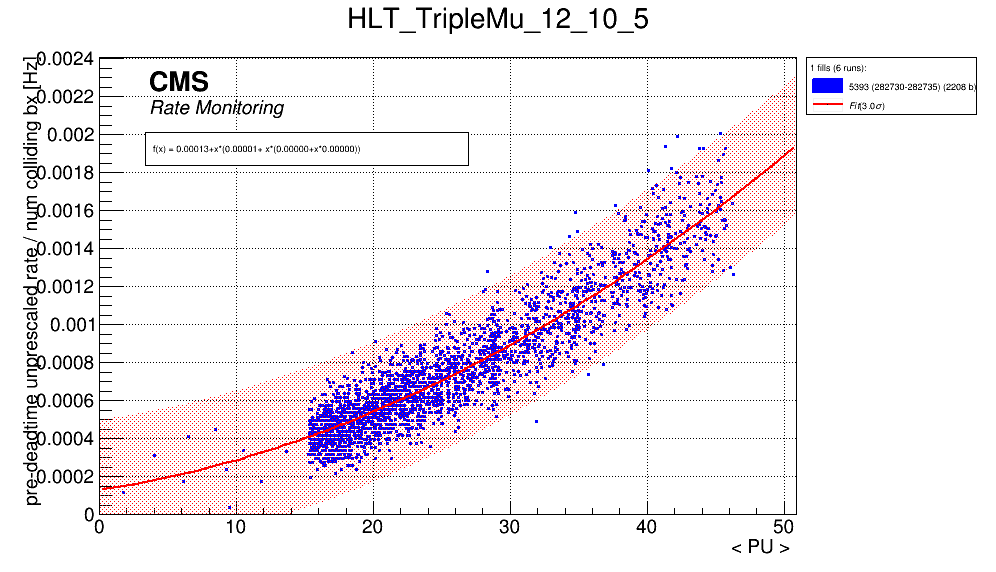 HLT_TripleMu_12_10_5
pre-deadtime unprescaled rate / num colliding bx [Hz]
0.0024
0.0022
0.002
0.0018
0.0016
0.0014
0.0012
0.001
0.0008
0.0006
0.0004
0.0002
0
CMS
Rate Monitoring
f(x) = 0.00013+x*(0.00001+ x*(0.00000+x*0.00000))
1 fills (6 runs):
5393 (282730-282735) (2208 b)
Fit(3.0σ)
0 10 20 30 40 50
< PU >